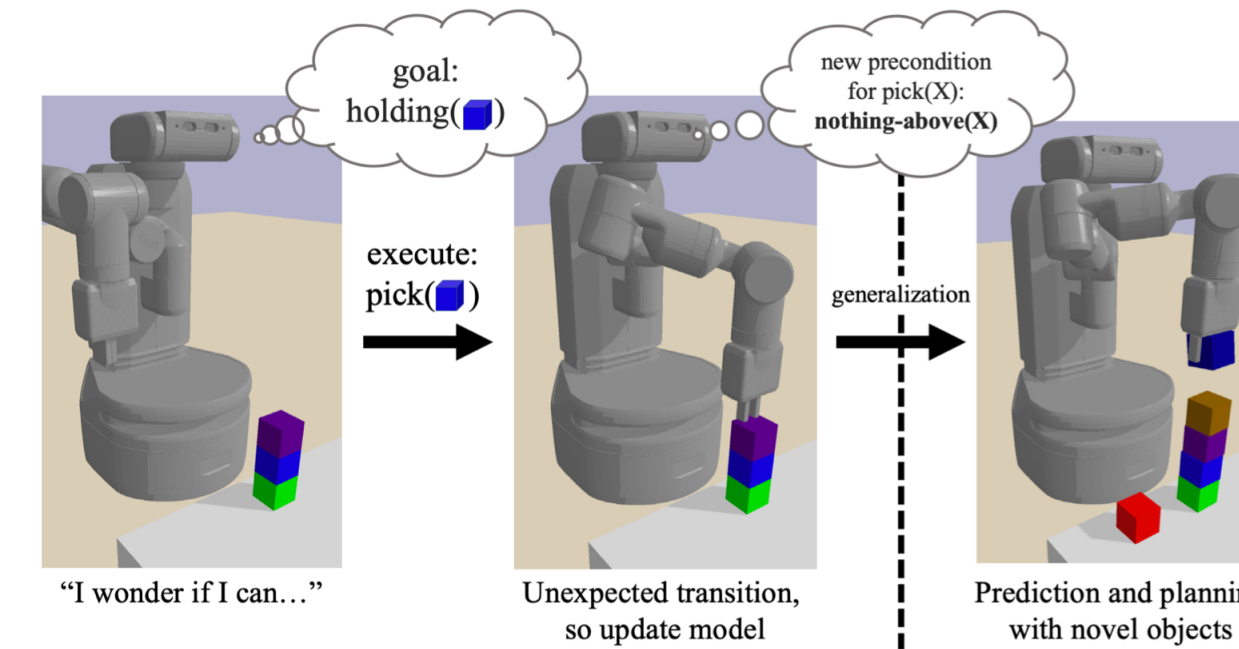 goal:
holding( )
new precondition
for pick(X):
nothing-above(X)
execute:
pick( )
generalization
“I wonder if I can…”
Unexpected transition,
so update model
Prediction and
with novel objects